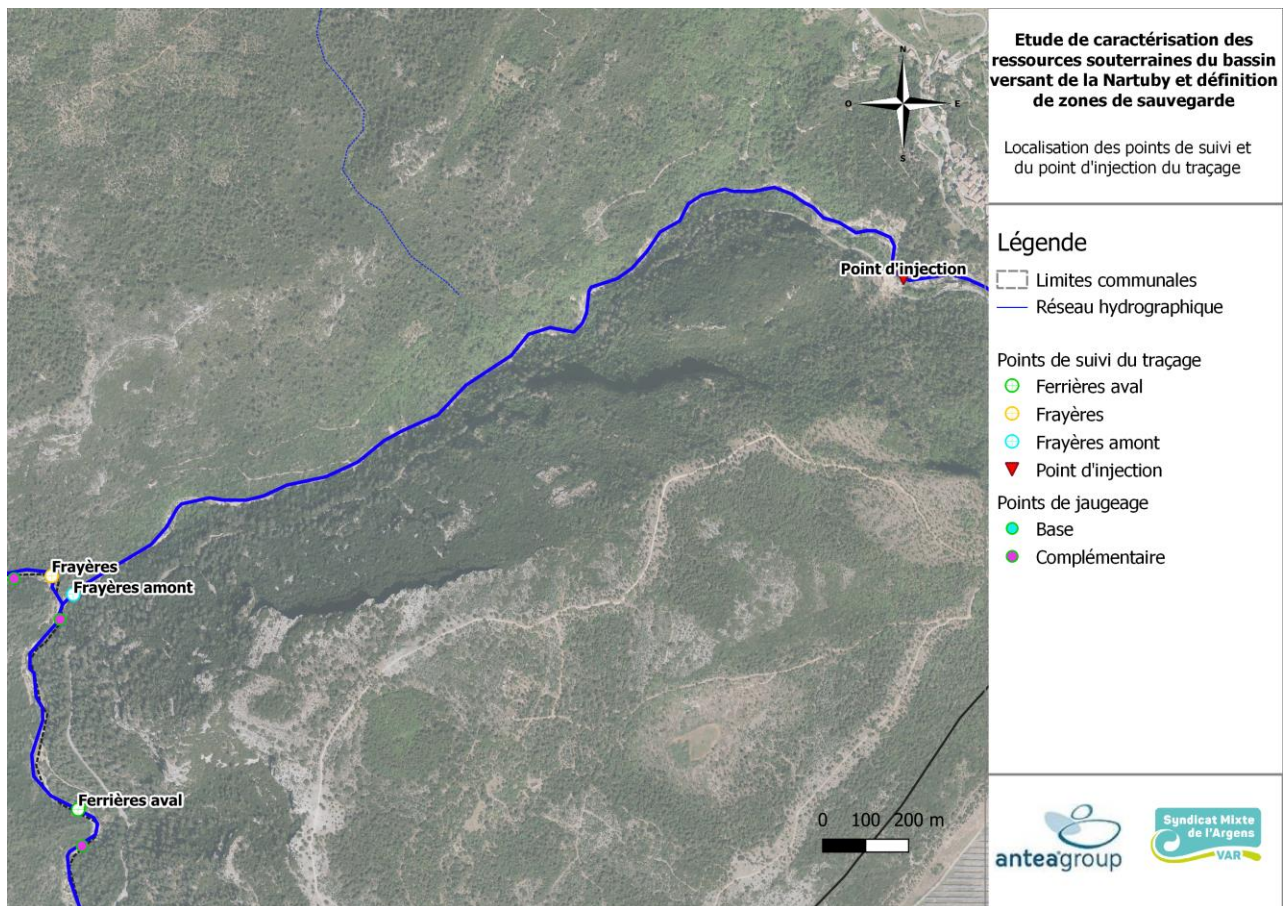 Etude de caractérisation des
ressources souterraines du bassin
versant de la Nartuby et définition
de zones de sauvegarde
Localisation des points de suivi et
du point d'injection du traçage
Légende
Limites communales
Réseau hydrographique
Points de suivi du traçage
Ferrières aval
Frayères
Frayères amont
Point d'injection
Points de jaugeage
Base
Complémentaire
N
O
E
S
Point d'injection
Frayères
Frayères amont
Ferrières aval
0 100 200 m
anteagroup
Syndicat Mixte
de l'Argens
VAR